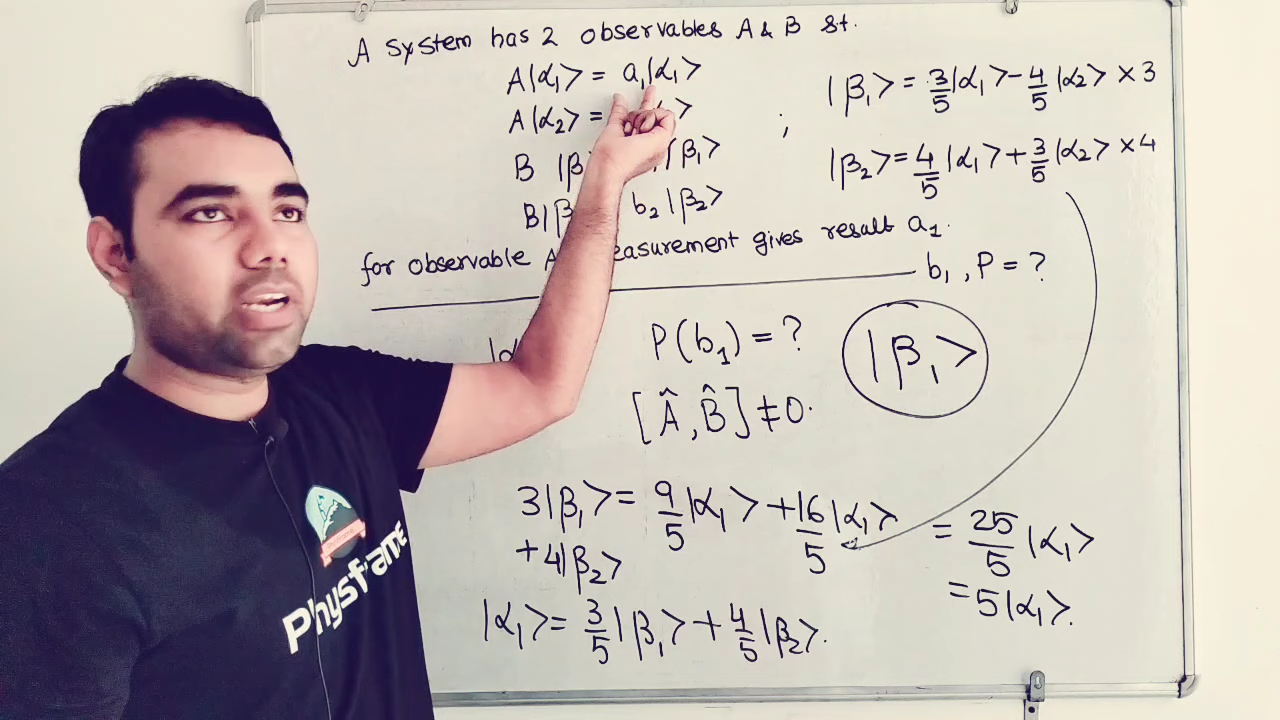 A system has 2 observables A & B st.
A|α₁> = a₁|α₁>
A|α₂> =
B |β
|β₁>
B|β
b₂|β₂>
;
|β₁> = 3/5|α₁> - 4/5|α₂> × 3
|β₂> = 4/5|α₁> + 3/5|α₂> × 4
for observable A easurement gives result a₁.
b₁, P = ?
P(b₁) = ?
|β₁>
[Â, B̂] ≠ 0.
3|β₁> = 9/5|α₁> + 16/5|α₁> = 25/5|α₁>
+ 4|β₂>
= 5|α₁>.
|α₁> = 3/5|β₁> + 4/5|β₂>.
Physframe